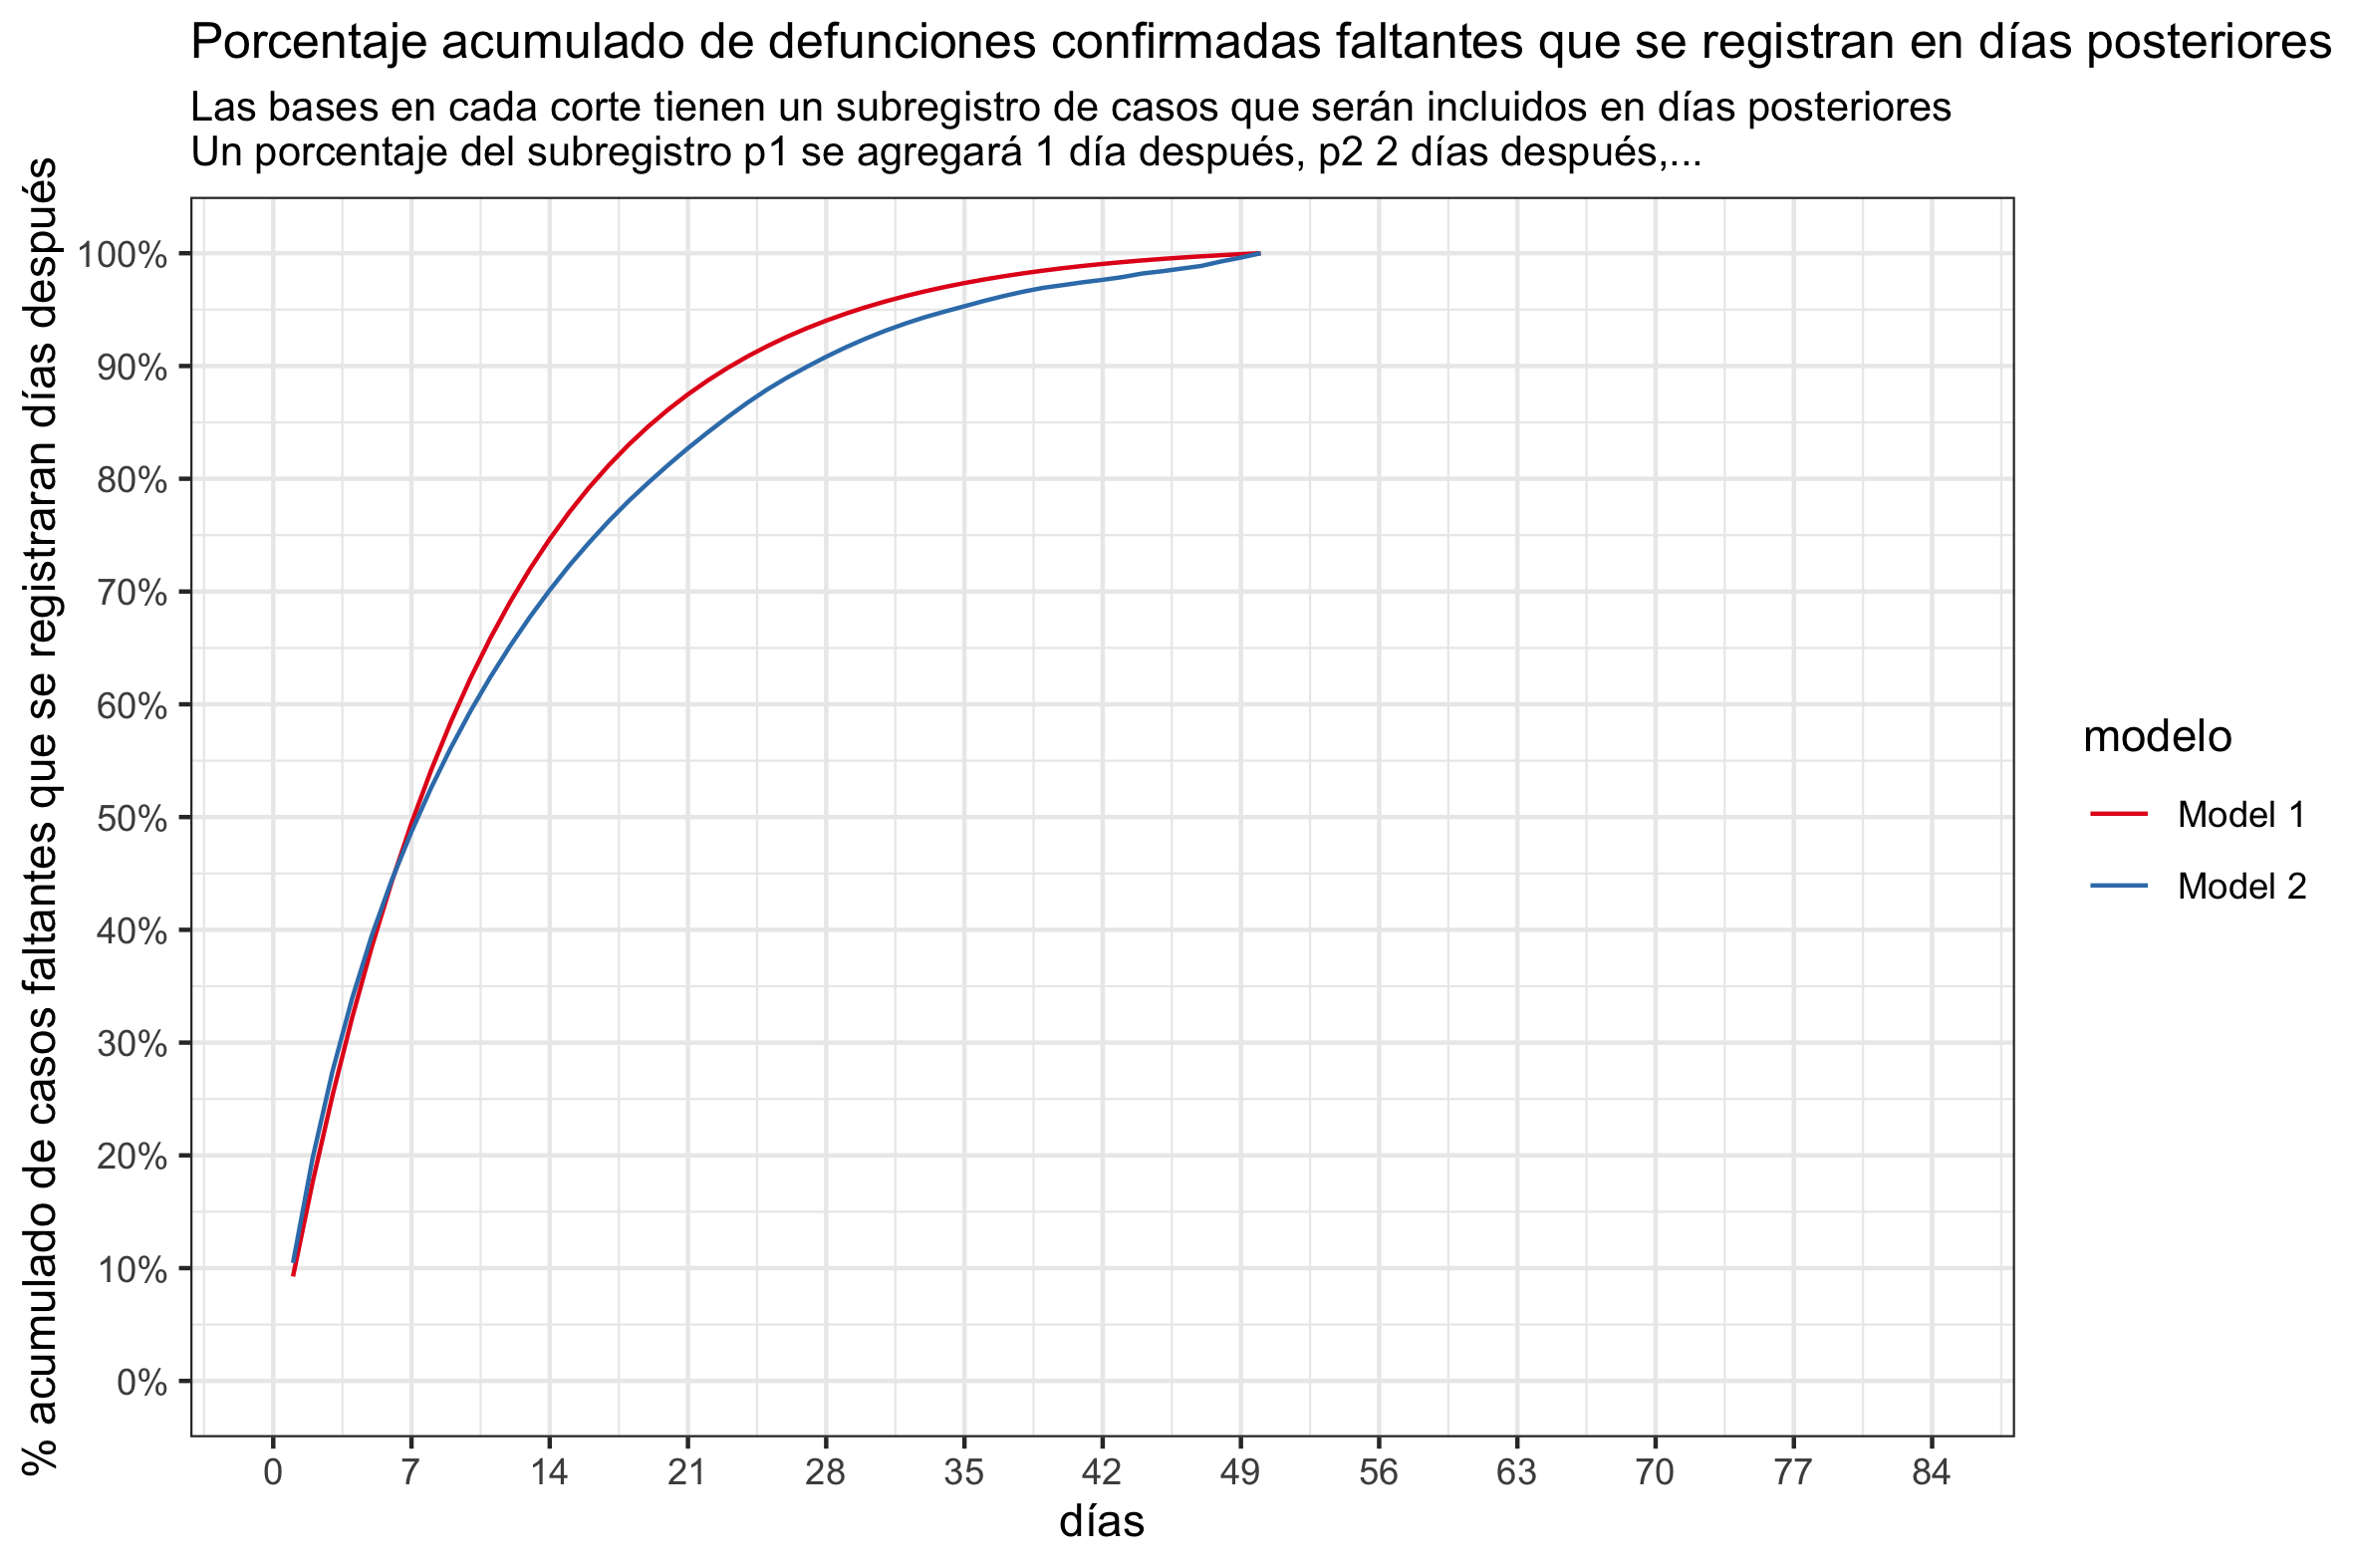 Porcentaje acumulado de defunciones confirmadas faltantes que se registran en días posteriores
Las bases en cada corte tienen un subregistro de casos que serán incluidos en días posteriores
Un porcentaje del subregistro p1 se agregará 1 día después, p2 2 días después,...
% acumulado de casos faltantes que se registraran días después
100%
90%
80%
70%
60%
50%
40%
30%
20%
10%
0%
0 7 14 21 28 35 42 49 56 63 70 77 84
días
modelo
Model 1
Model 2